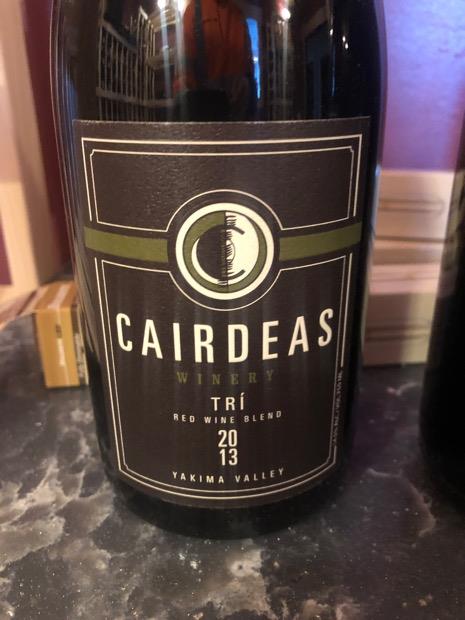 CAIRDEAS
WINERY
TRÍ
RED WINE BLEND
20
13
YAKIMA VALLEY